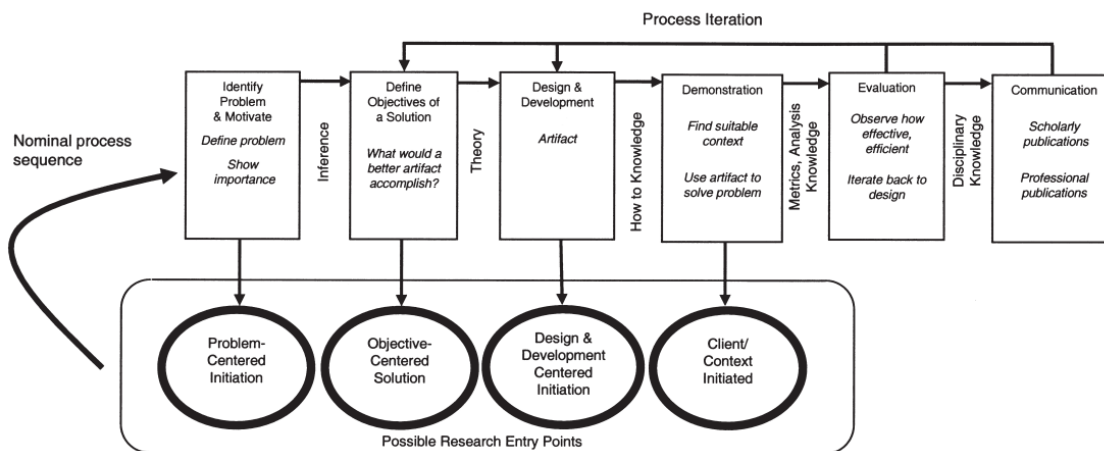 Process Iteration
Nominal process
sequence
Identify
Problem
& Motivate
Define problem
Show
importance
Inference
Define
Objectives of
a Solution
What would a
better artifact
accomplish?
Theory
Design &
Development
Artifact
How to Knowledge
Demonstration
Find suitable
context
Use artifact to
solve problem
Metrics, Analysis
Knowledge
Evaluation
Observe how
effective,
efficient
Iterate back to
design
Disciplinary
Knowledge
Communication
Scholarly
publications
Professional
publications
Problem-
Centered
Initiation
Objective-
Centered
Solution
Design &
Development
Centered
Initiation
Client/
Context
Initiated
Possible Research Entry Points